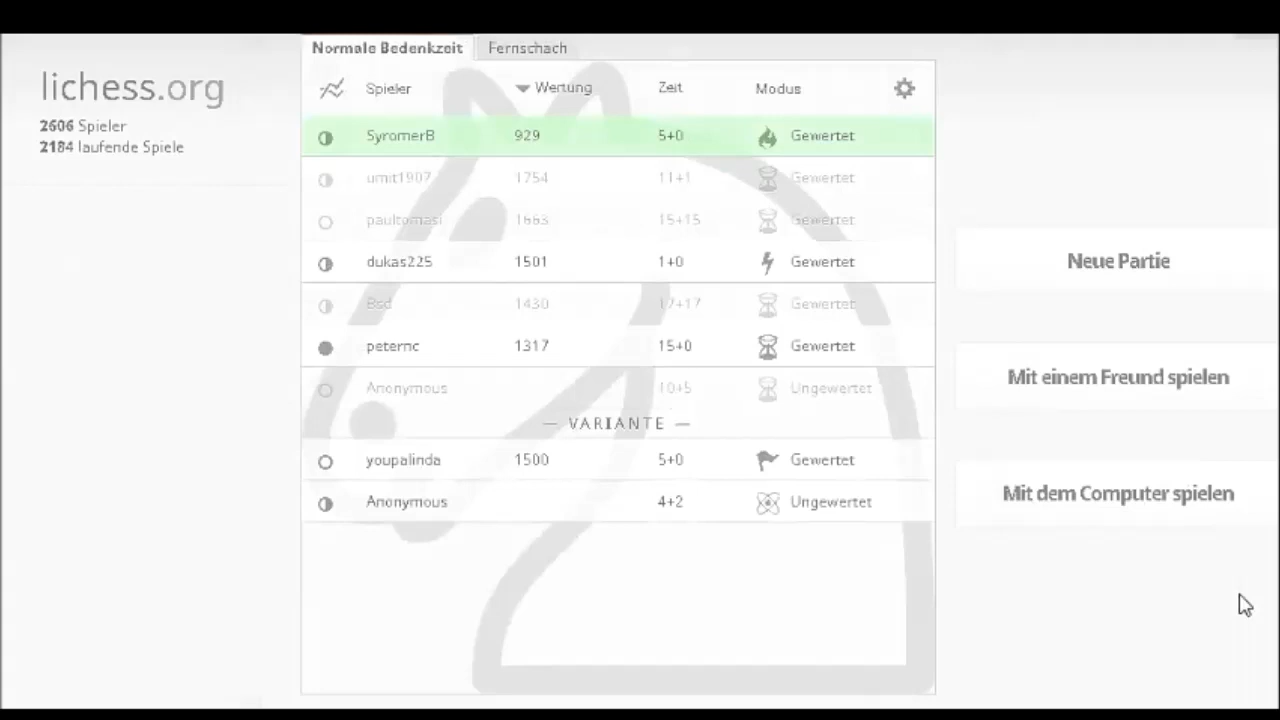 lichess.org
2606 Spieler
2184 laufende Spiele
Normale Bedenkzeit Fernschach
Spieler Wertung Zeit Modus
SyromerB 929 5+0 Gewertet
umit1907 1754 11+1 Gewertet
paultomasi 1663 15+15 Gewertet
dukas225 1501 1+0 Gewertet
Bsd 1430 17+17 Gewertet
peternc 1317 15+0 Gewertet
Anonymous 10+5 Ungewertet
— VARIANTE —
youpalinda 1500 5+0 Gewertet
Anonymous 4+2 Ungewertet
Neue Partie
Mit einem Freund spielen
Mit dem Computer spielen